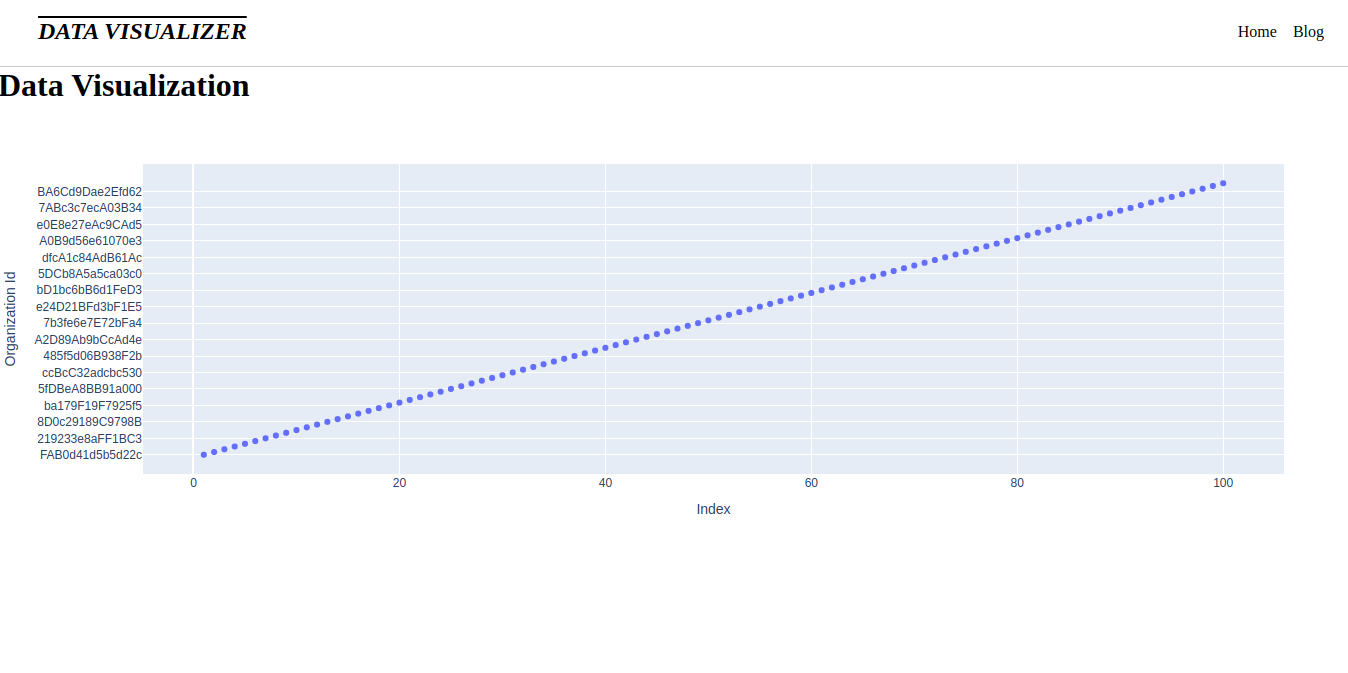 DATA VISUALIZER
Home Blog
Data Visualization
Organization Id
BA6Cd9Dae2Efd62
7ABc3c7ecA03B34
e0E8e27eAc9CAd5
A0B9d56e61070e3
dfcA1c84AdB61Ac
5DCb8A5a5ca03c0
bD1bc6bB6d1FeD3
e24D21BFd3bF1E5
7b3fe6e7E72bFa4
A2D89Ab9bCcAd4e
485f5d06B938F2b
ccBcC32adcbc530
5fDBeA8BB91a000
ba179F19F7925f5
8D0c29189C9798B
219233e8aFF1BC3
FAB0d41d5b5d22c
0 20 40 60 80 100
Index